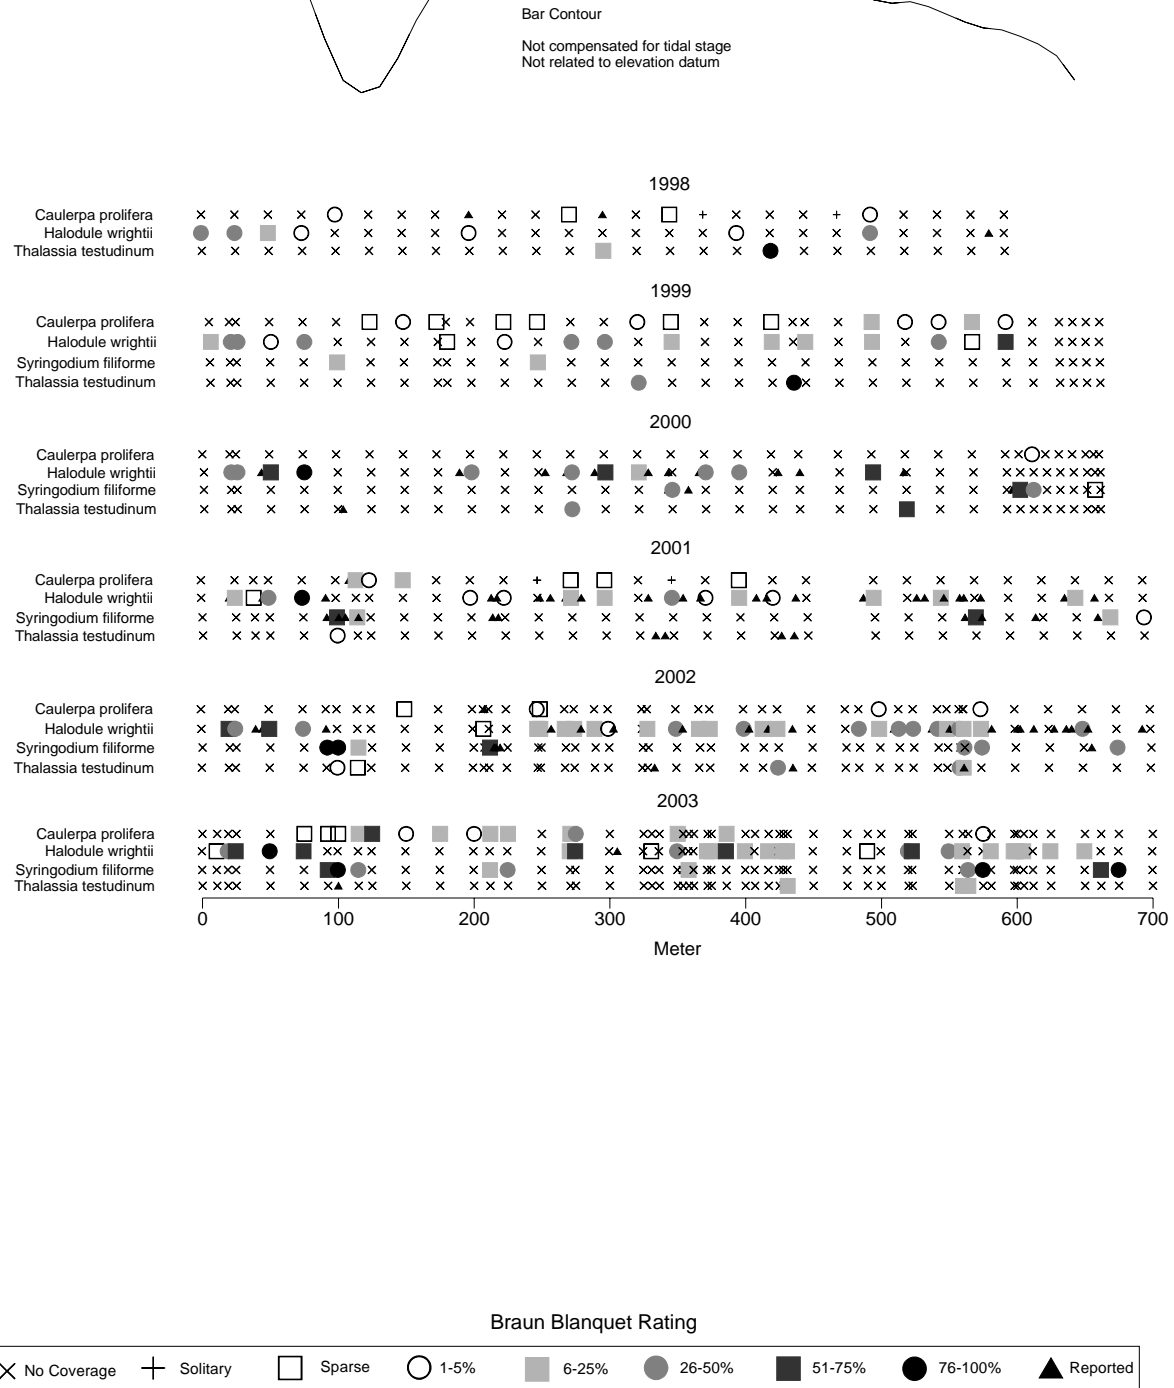 Bar Contour
Not compensated for tidal stage
Not related to elevation datum
1998
Caulerpa prolifera
Halodule wrightii
Thalassia testudinum
1999
Caulerpa prolifera
Halodule wrightii
Syringodium filiforme
Thalassia testudinum
2000
Caulerpa prolifera
Halodule wrightii
Syringodium filiforme
Thalassia testudinum
2001
Caulerpa prolifera
Halodule wrightii
Syringodium filiforme
Thalassia testudinum
2002
Caulerpa prolifera
Halodule wrightii
Syringodium filiforme
Thalassia testudinum
2003
Caulerpa prolifera
Halodule wrightii
Syringodium filiforme
Thalassia testudinum
0 100 200 300 400 500 600 700
Meter
Braun Blanquet Rating
No Coverage Solitary Sparse 1-5% 6-25% 26-50% 51-75% 76-100% Reported